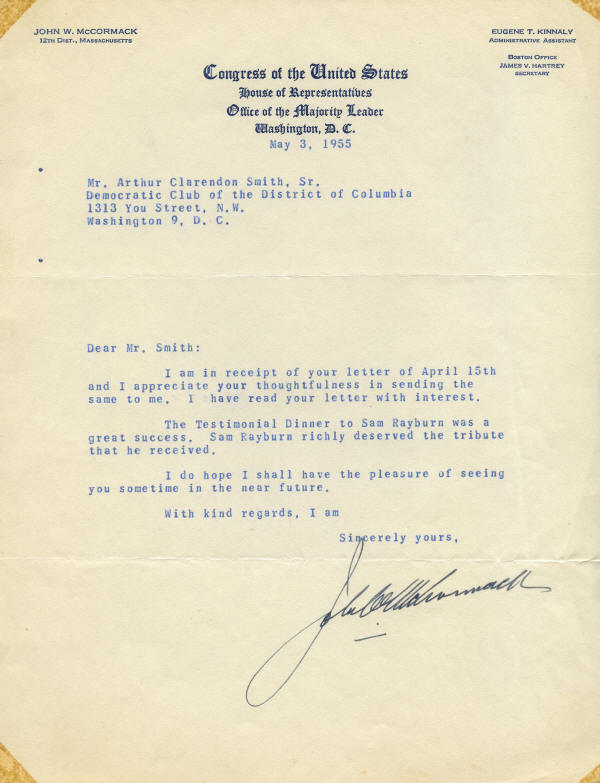 JOHN W. McCORMACK
12TH DIST., MASSACHUSETTS
EUGENE T. KINNALY
ADMINISTRATIVE ASSISTANT
BOSTON OFFICE
JAMES V. HARTREY
SECRETARY
Congress of the United States
House of Representatives
Office of the Majority Leader
Washington, D. C.
May 3, 1955
Mr. Arthur Clarendon Smith, Sr.
Democratic Club of the District of Columbia
1313 You Street, N.W.
Washington 9, D. C.
Dear Mr. Smith:
I am in receipt of your letter of April 15th
and I appreciate your thoughtfulness in sending the
same to me. I have read your letter with interest.
The Testimonial Dinner to Sam Rayburn was a
great success. Sam Rayburn richly deserved the tribute
that he received.
I do hope I shall have the pleasure of seeing
you sometime in the near future.
With kind regards, I am
Sincerely yours,
John W McCormack